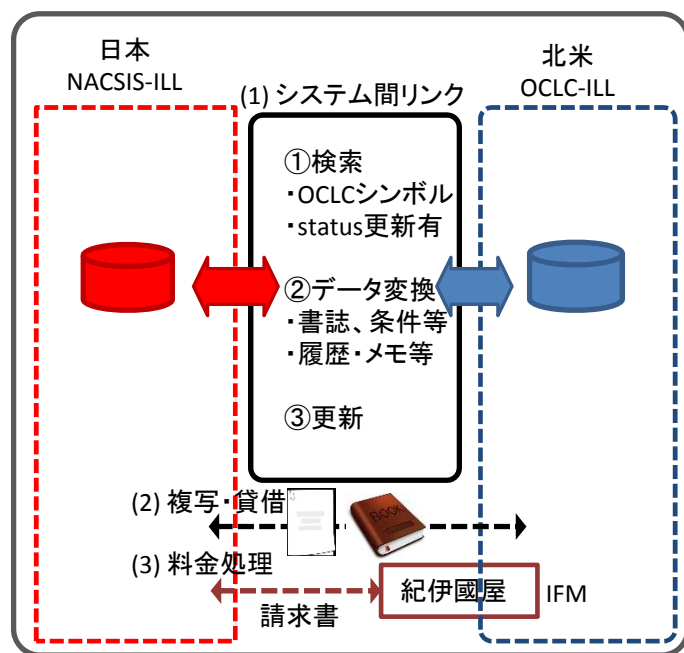 日本
NACSIS-ILL
北米
OCLC-ILL
(1) システム間リンク
①検索
・OCLCシンボル
・status更新有
②データ変換
・書誌、条件等
・履歴・メモ等
③更新
(2) 複写・貸借
BOOK
(3) 料金処理
紀伊國屋
IFM
請求書